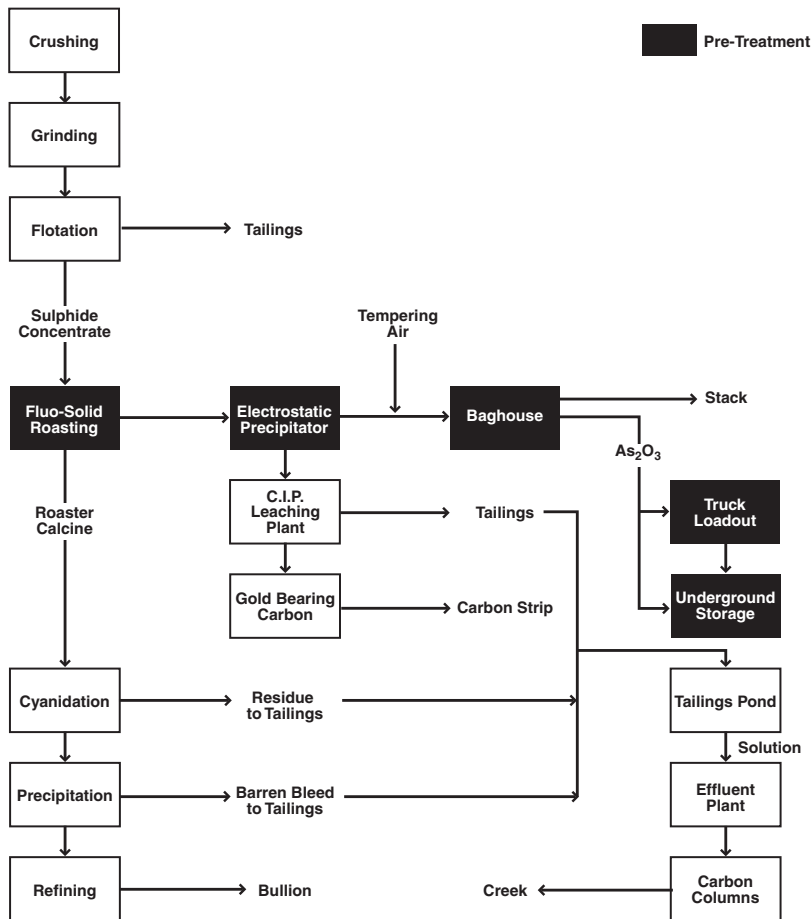 Crushing
Pre-Treatment
Grinding
Flotation
Tailings
Sulphide
Concentrate
Tempering
Air
Fluo-Solid
Roasting
Electrostatic
Precipitator
Baghouse
Stack
As₂O₃
Roaster
Calcine
C.I.P.
Leaching
Plant
Tailings
Truck
Loadout
Gold Bearing
Carbon
Carbon Strip
Underground
Storage
Cyanidation
Residue
to Tailings
Tailings Pond
Solution
Precipitation
Barren Bleed
to Tailings
Effluent
Plant
Refining
Bullion
Creek
Carbon
Columns